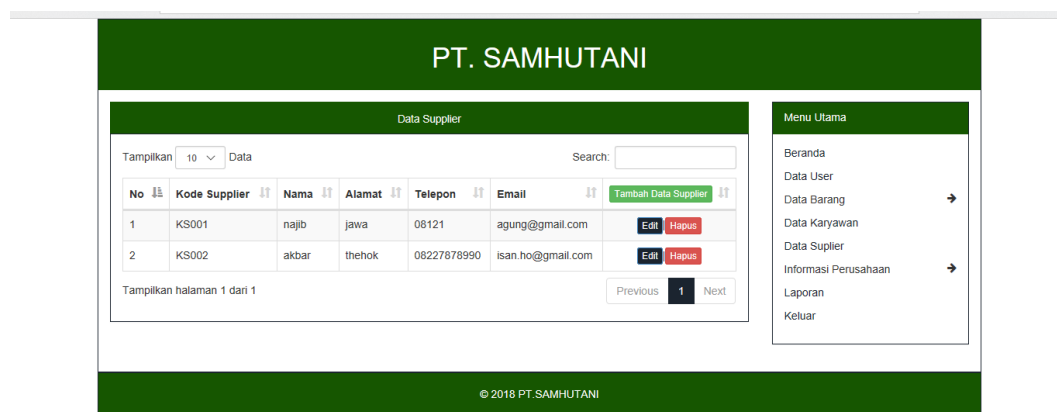 PT. SAMHUTANI
Data Supplier
Tampilkan 10 Data
Search:
No Kode Supplier Nama Alamat Telepon Email Tambah Data Supplier
1 KS001 najib jawa 08121 agung@gmail.com Edit Hapus
2 KS002 akbar thehok 08227878990 isan.ho@gmail.com Edit Hapus
Tampilkan halaman 1 dari 1
Previous 1 Next
Menu Utama
Beranda
Data User
Data Barang
Data Karyawan
Data Suplier
Informasi Perusahaan
Laporan
Keluar
© 2018 PT.SAMHUTANI